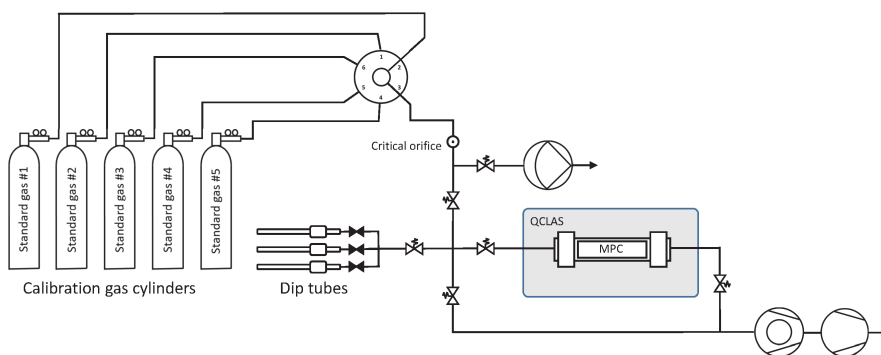 1
6
2
5
3
4
Critical orifice
Standard gas #1
Standard gas #2
Standard gas #3
Standard gas #4
Standard gas #5
QCLAS
MPC
Calibration gas cylinders
Dip tubes